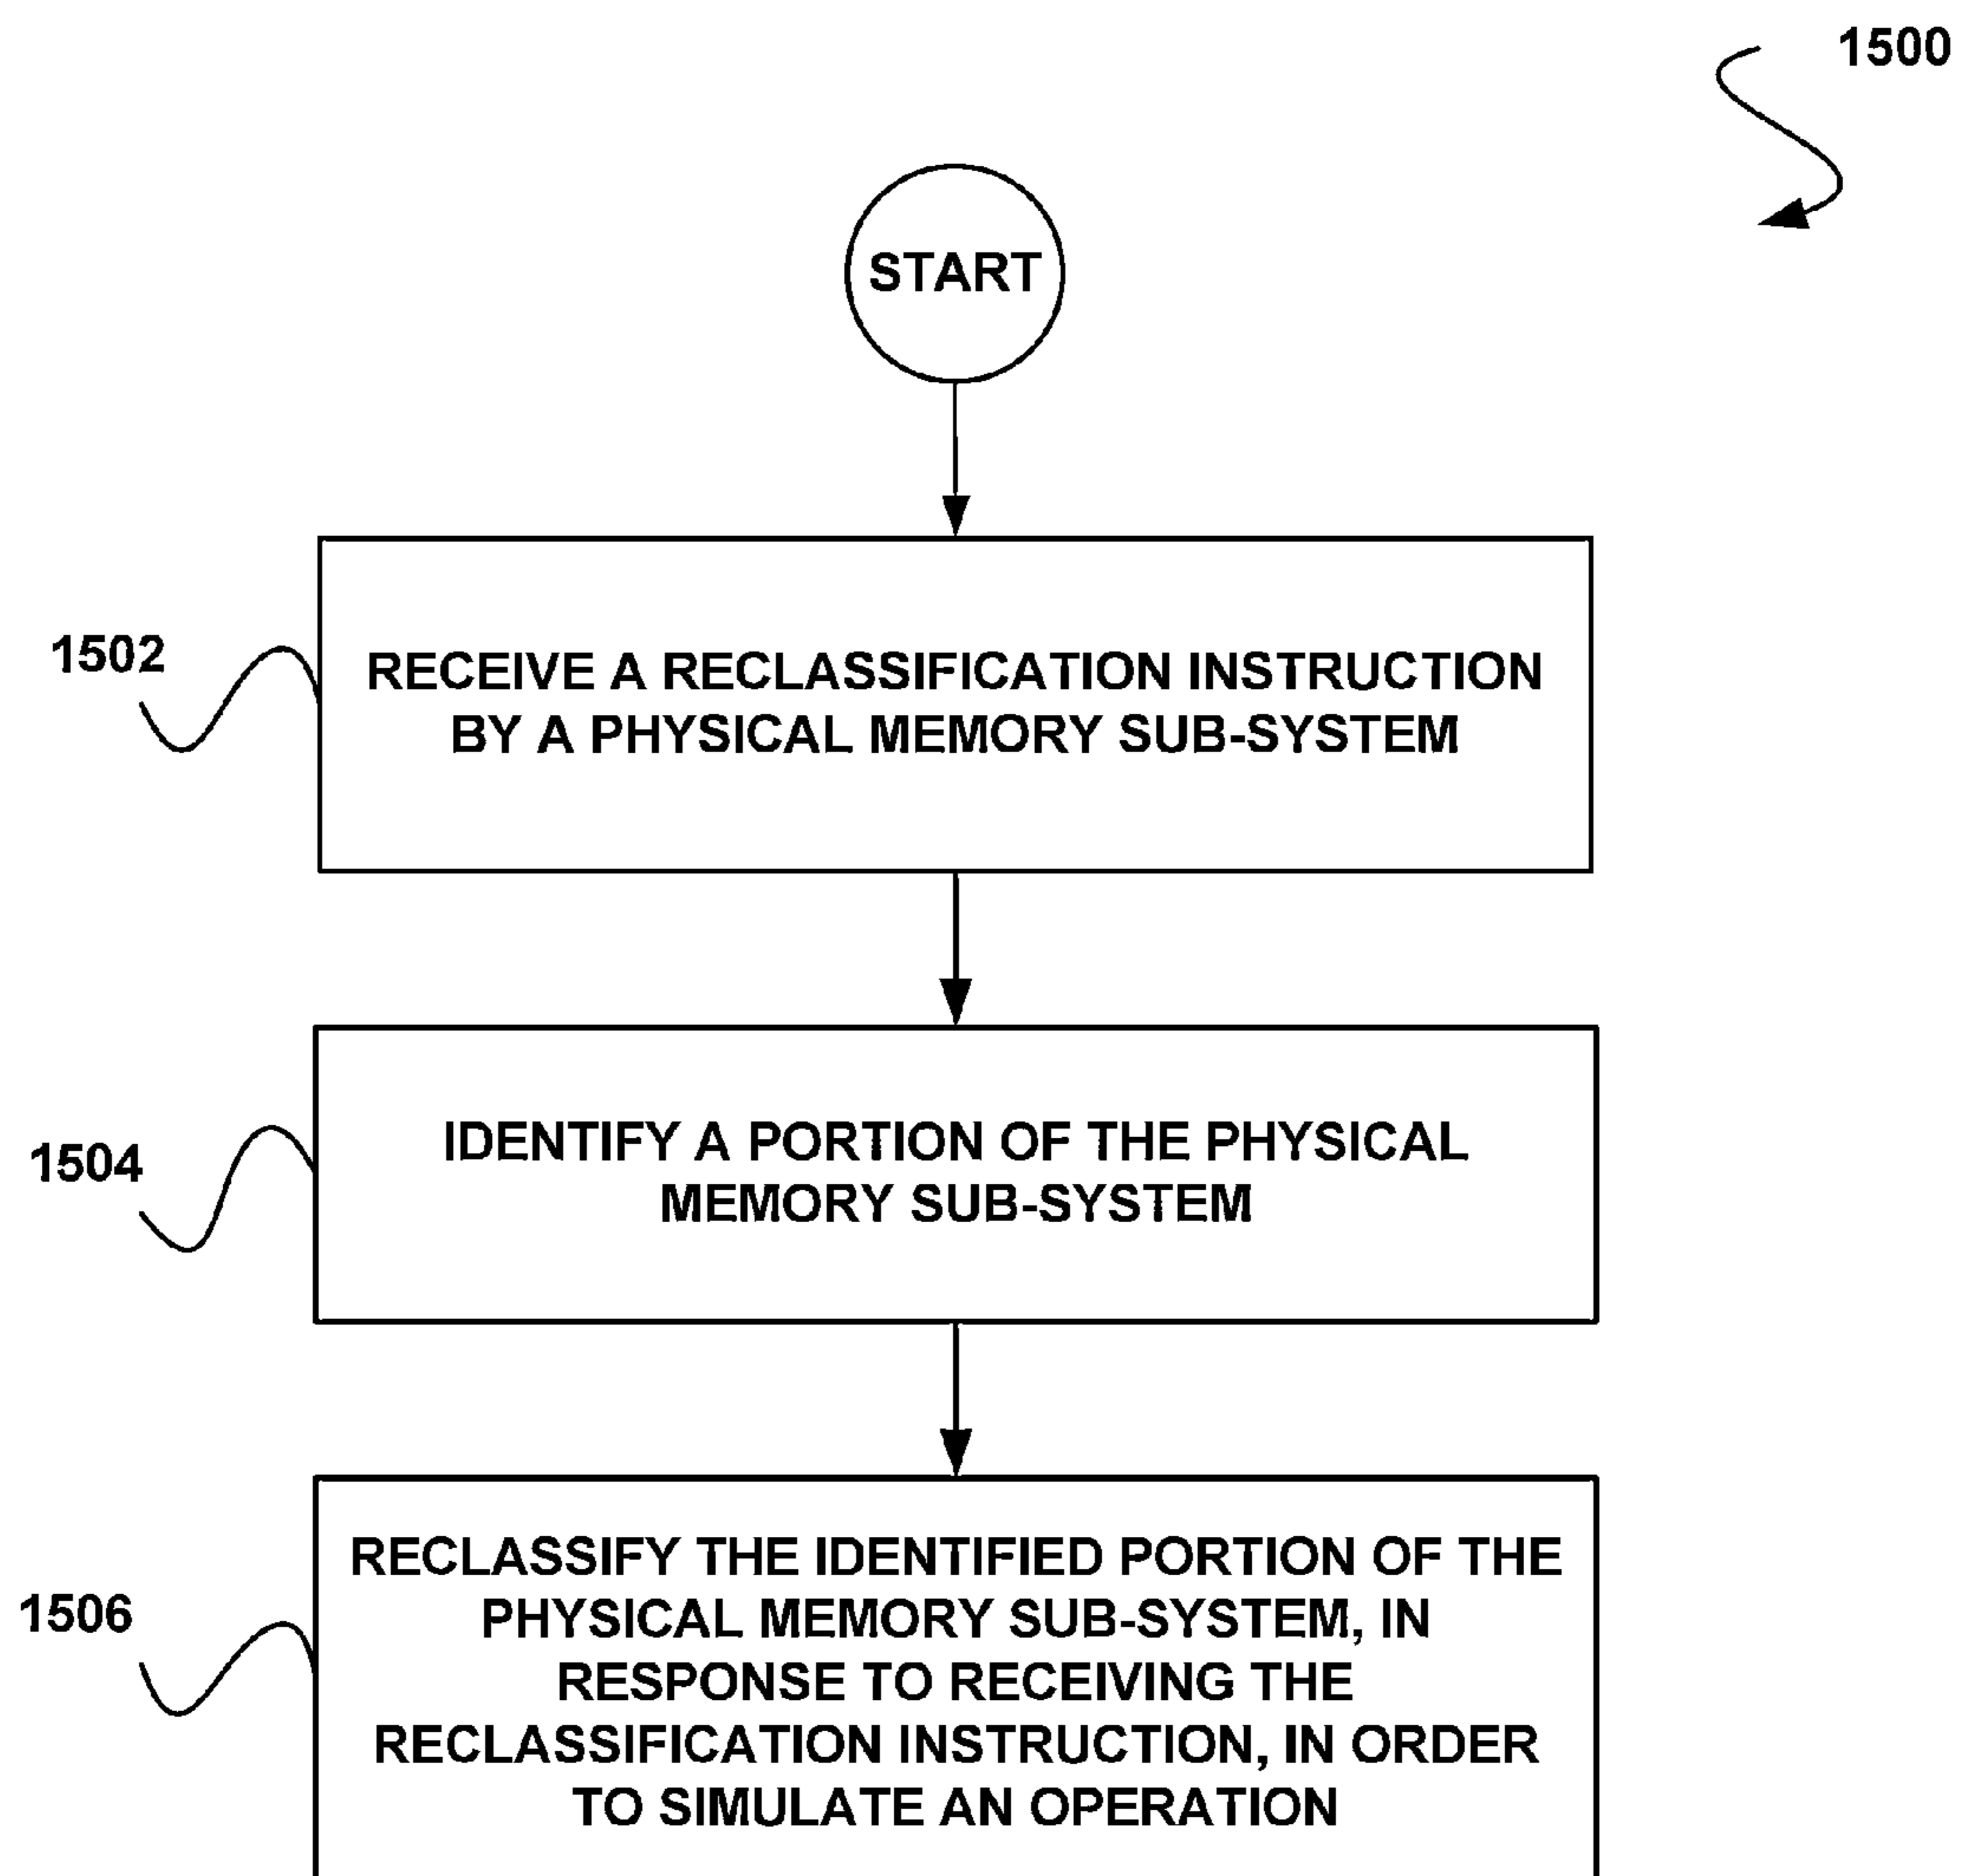 1500
START
1502
RECEIVE A RECLASSIFICATION INSTRUCTION
BY A PHYSICAL MEMORY SUB-SYSTEM
1504
IDENTIFY A PORTION OF THE PHYSICAL
MEMORY SUB-SYSTEM
1506
RECLASSIFY THE IDENTIFIED PORTION OF THE
PHYSICAL MEMORY SUB-SYSTEM, IN
RESPONSE TO RECEIVING THE
RECLASSIFICATION INSTRUCTION, IN ORDER
TO SIMULATE AN OPERATION